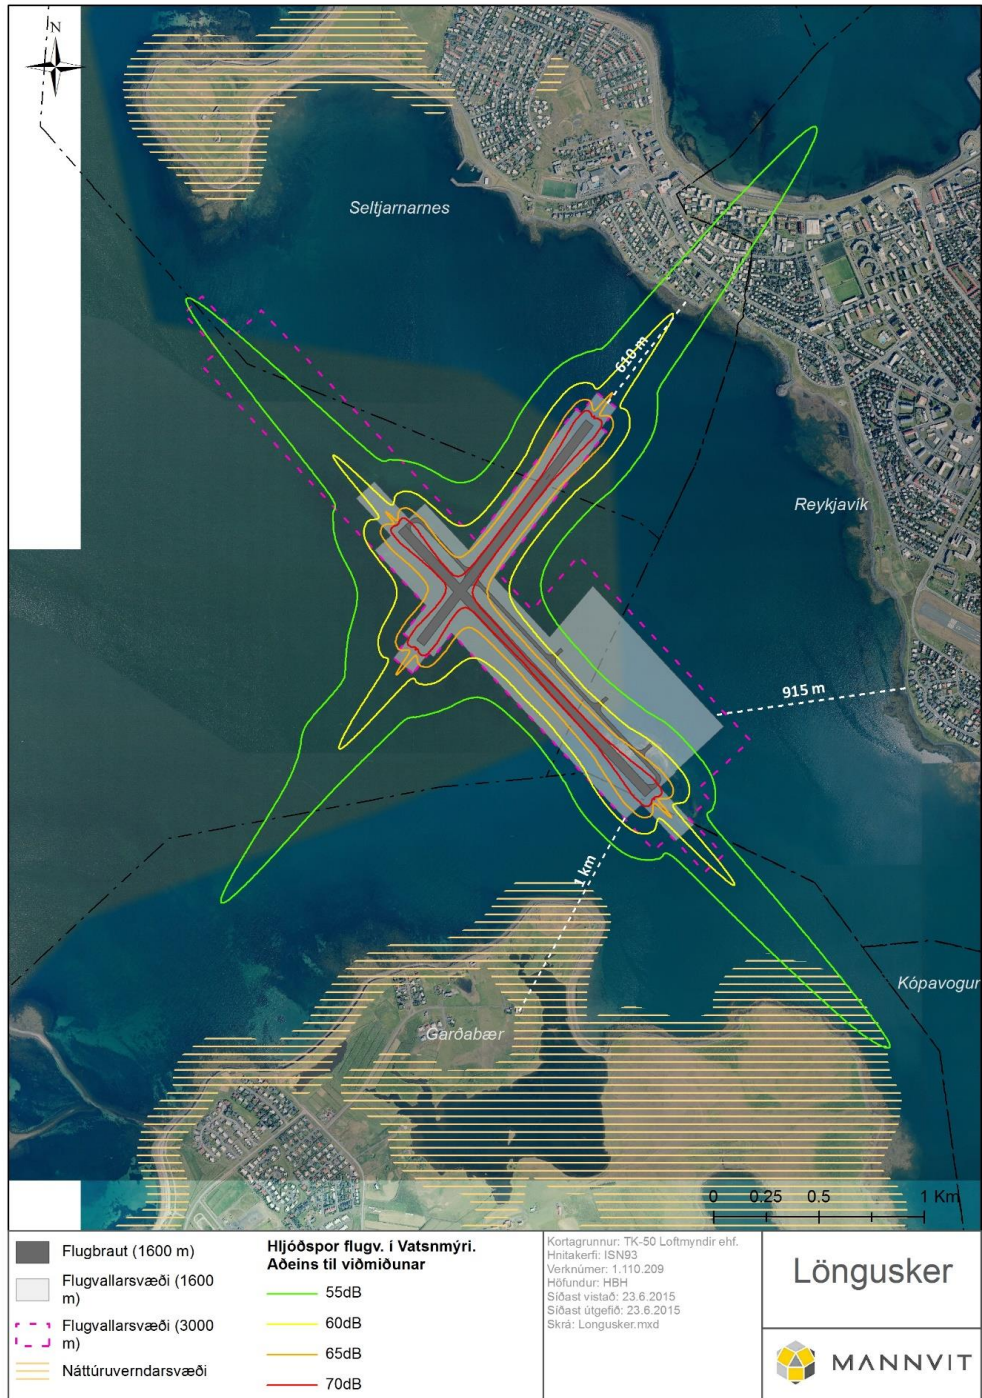 N
Seltjarnarnes
610 m
Reykjavík
915 m
1 km
Kópavogur
Garðabær
0 0.25 0.5 1 Km
Flugbraut (1600 m)
Flugvallarsvæði (1600
m)
Flugvallarsvæði (3000
m)
Náttúruverndarsvæði
Hljóðspor flugv. í Vatsnmýri.
Aðeins til viðmiðunar
55dB
60dB
65dB
70dB
Kortagrunnur: TK-50 Loftmyndir ehf.
Hnitakerfi: ISN93
Verknúmer: 1.110.209
Höfundur: HBH
Síðast vistað: 23.6.2015
Síðast útgefið: 23.6.2015
Skrá: Longusker.mxd
Löngusker
MANNVIT